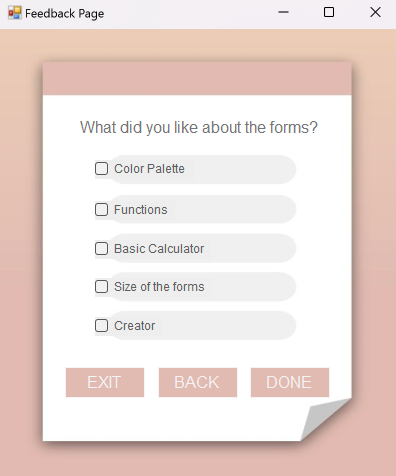 Feedback Page
What did you like about the forms?
Color Palette
Functions
Basic Calculator
Size of the forms
Creator
EXIT BACK DONE